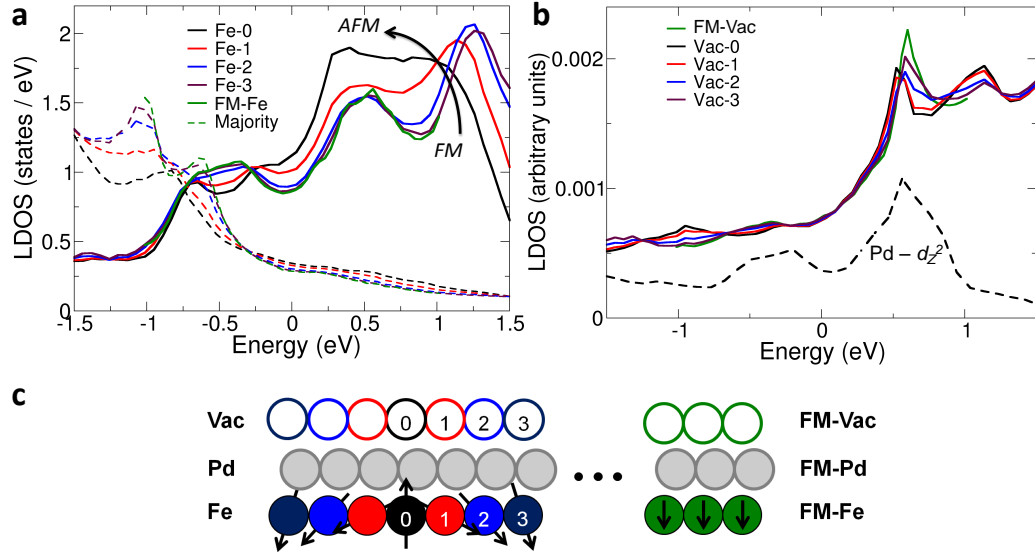 a
LDOS (states / eV)
2
1.5
1
0.5
0
-1.5
-1
-0.5
0
0.5
1
1.5
Energy (eV)
Fe-0
Fe-1
Fe-2
Fe-3
FM-Fe
Majority
AFM
FM
b
LDOS (arbitrary units)
0.002
0.001
0
-1
0
1
Energy (eV)
FM-Vac
Vac-0
Vac-1
Vac-2
Vac-3
Pd – dz²
c
Vac
0 1 2 3
FM-Vac
Pd
• • •
FM-Pd
Fe
0 1 2 3
FM-Fe